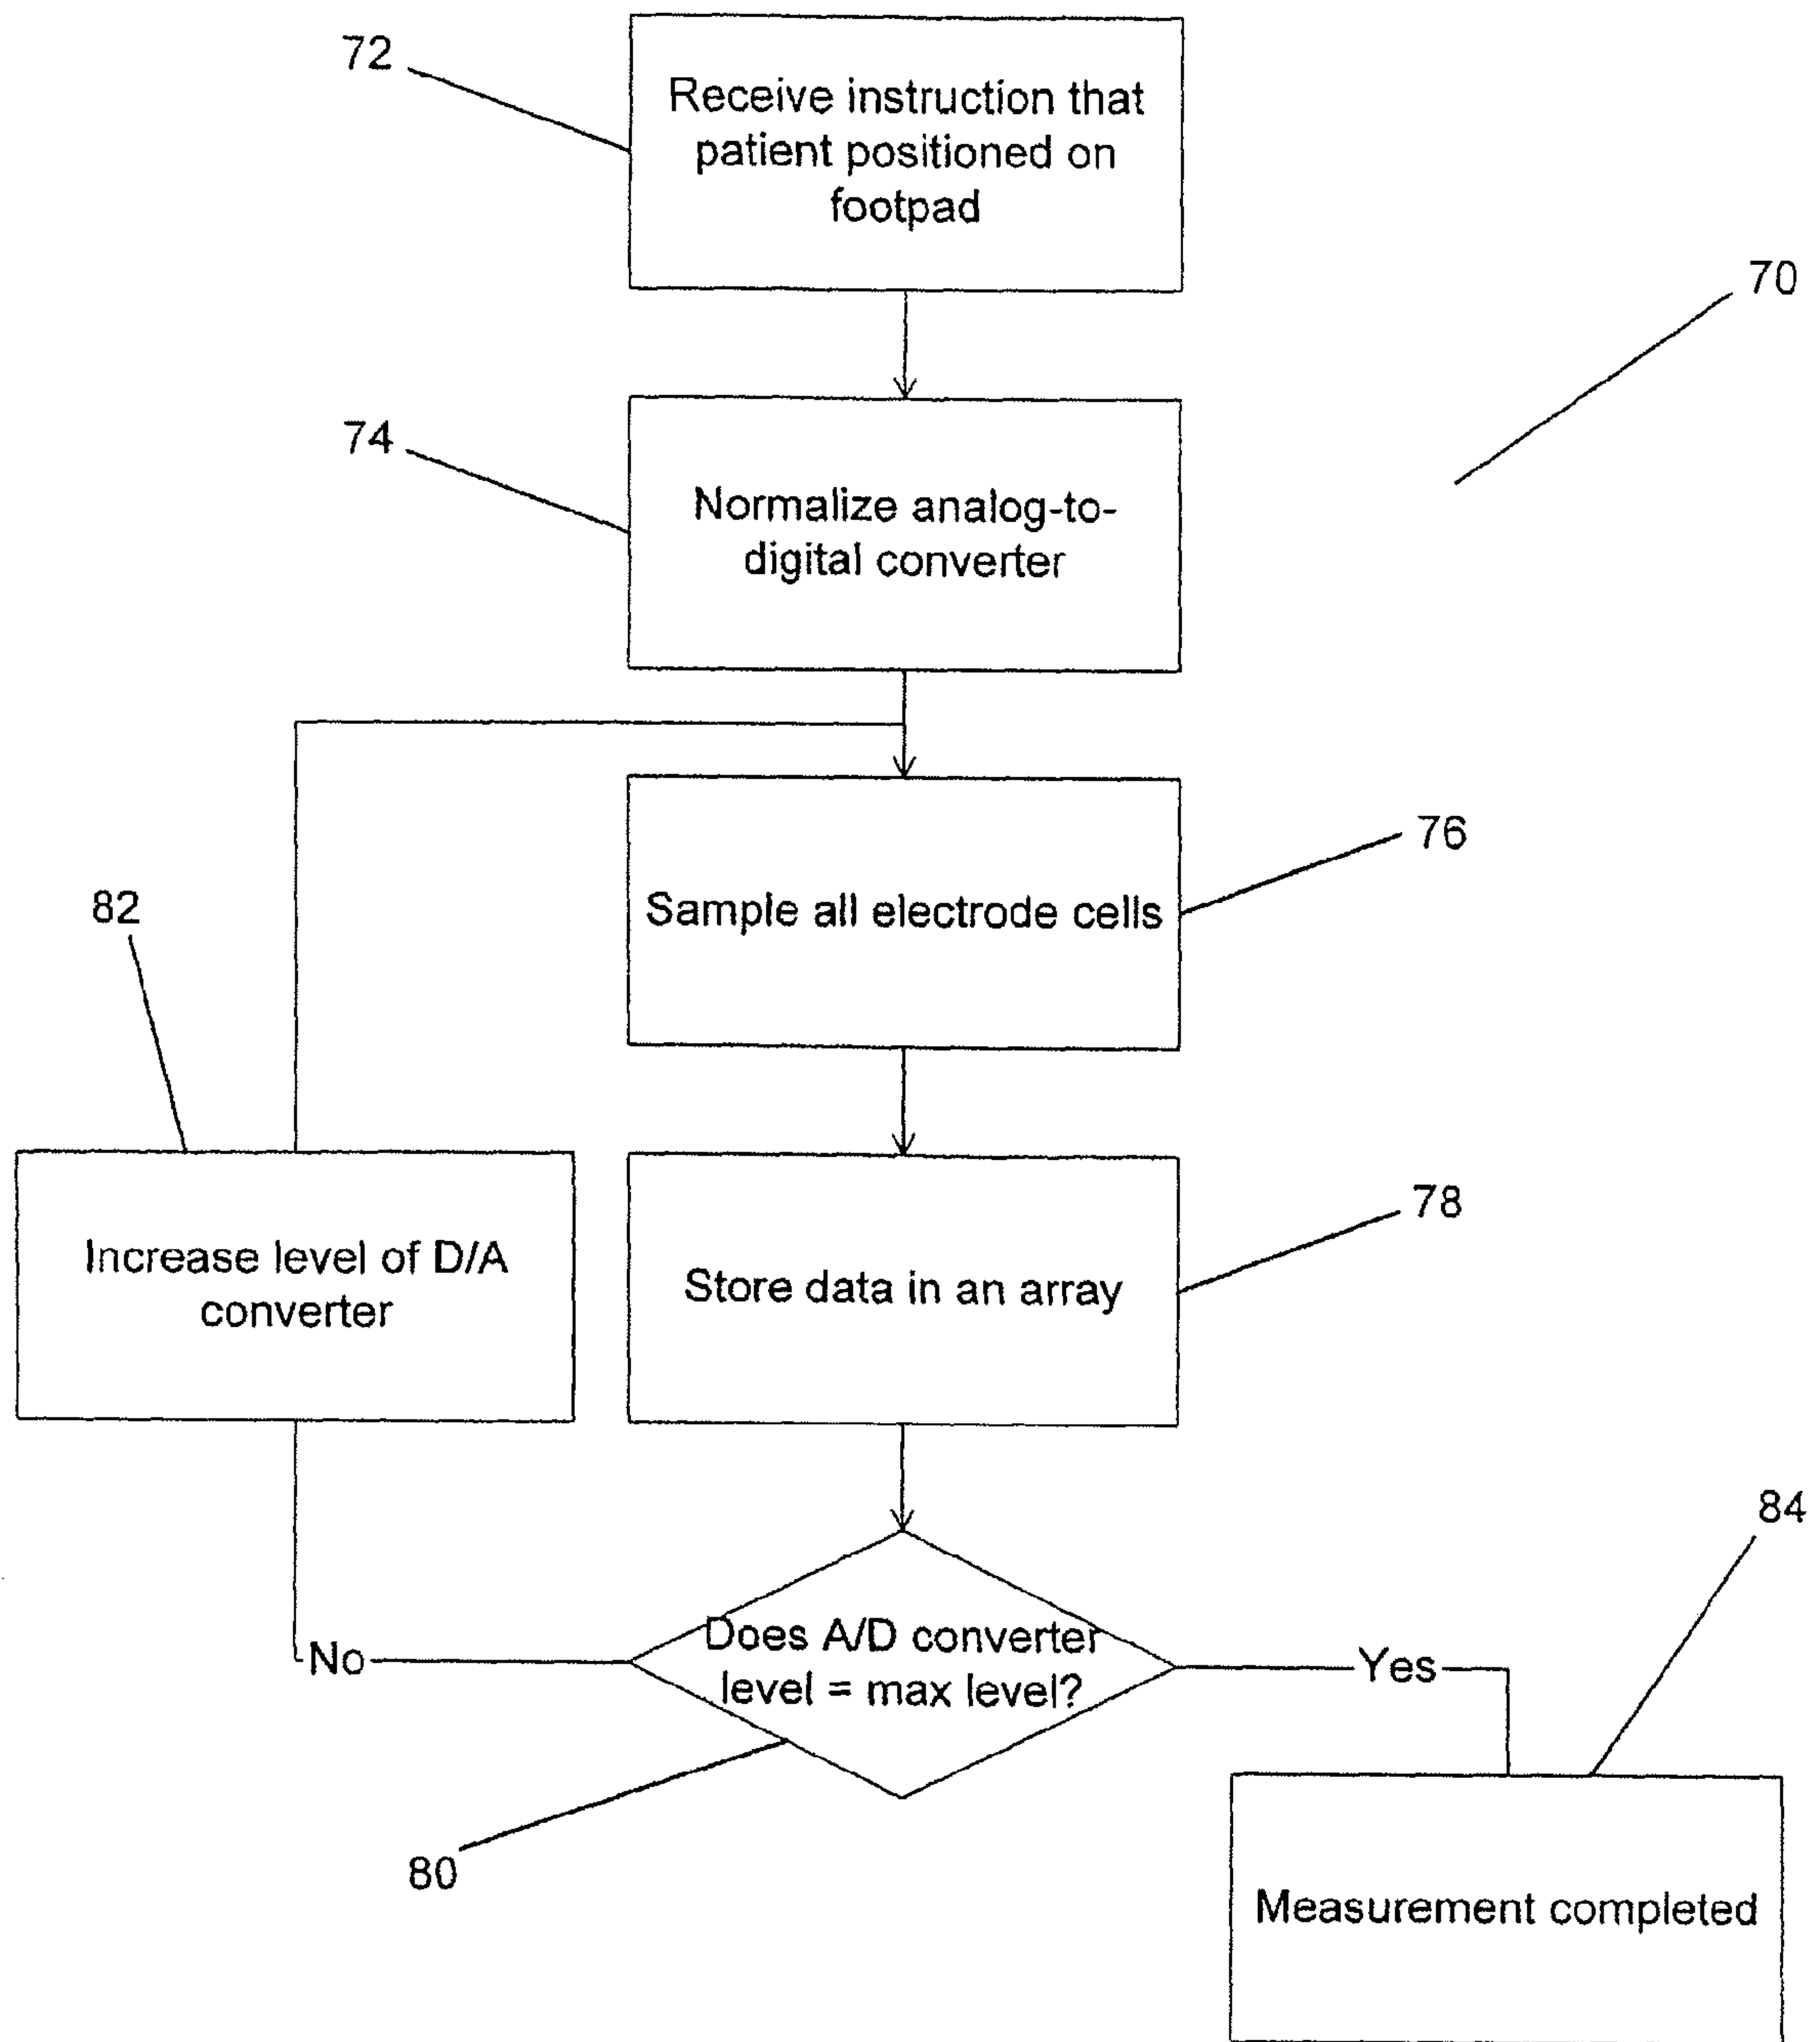 72
Receive instruction that
patient positioned on
footpad
70
74
Normalize analog-to-
digital converter
76
Sample all electrode cells
82
78
Increase level of D/A
converter
Store data in an array
84
Does A/D converter
level = max level?
No
Yes
80
Measurement completed